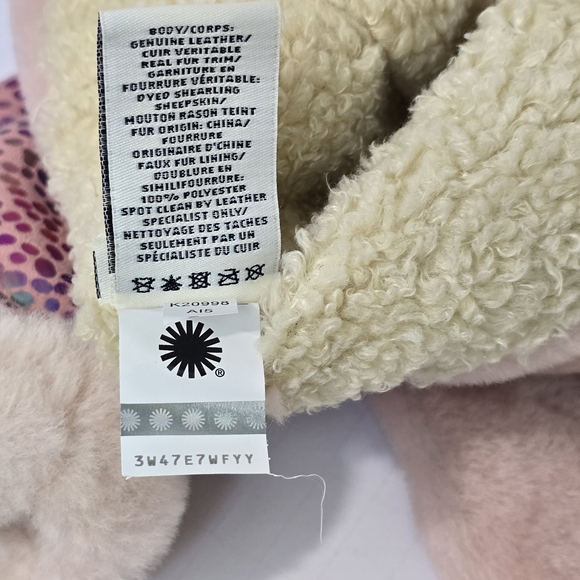 BODY/CORPS:
GENUINE LEATHER/
CUIR VERITABLE
REAL FUR TRIM/
GARNITURE EN
FOURRURE VÉRITABLE:
DYED SHEARLING
SHEEPSKIN/
MOUTON RASON TEINT
FUR ORIGIN: CHINA/
FOURRURE
ORIGINAIRE D'CHINE
FAUX FUR LINING/
DOUBLURE EN
SIMILIFOURRURE:
100% POLYESTER
SPOT CLEAN BY LEATHER
SPECIALIST ONLY/
NETTOYAGE DES TACHES
SEULEMENT PAR UN
SPÉCIALISTE DU CUIR
K20998
AI5
®
3W47E7WFYY